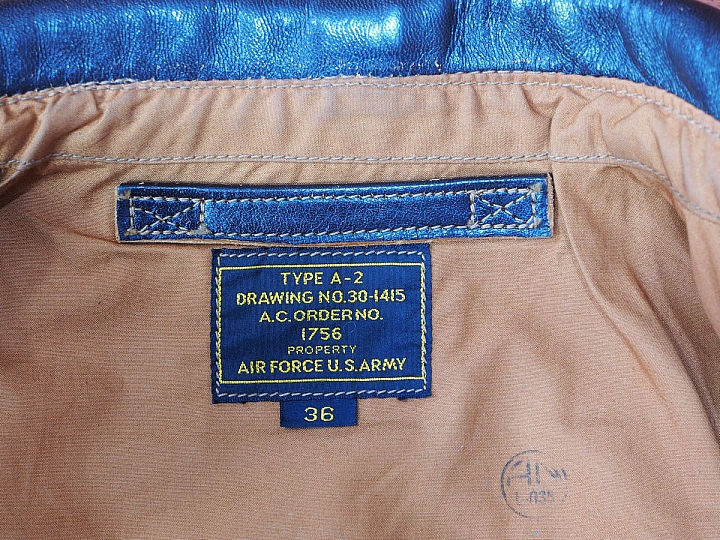 TYPE A-2
DRAWING NO.30-1415
A.C. ORDER NO.
1756
PROPERTY
AIR FORCE U.S. ARMY
36